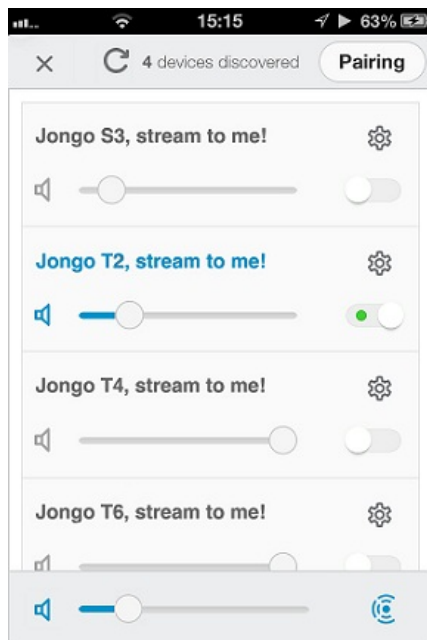 15:15
63%
4 devices discovered
Pairing
Jongo S3, stream to me!
Jongo T2, stream to me!
Jongo T4, stream to me!
Jongo T6, stream to me!